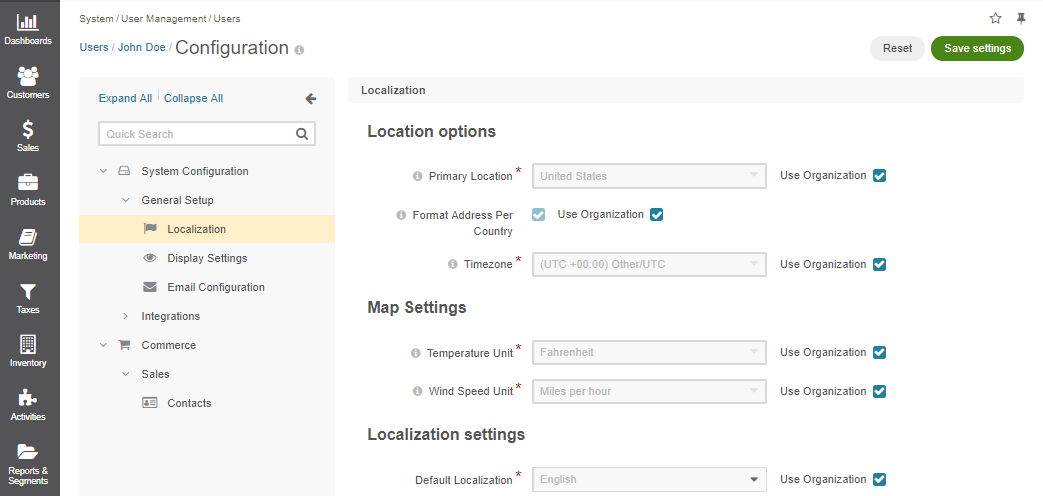 System / User Management / Users
Users / John Doe / Configuration
Reset
Save settings
Dashboards
Customers
Sales
Products
Marketing
Taxes
Inventory
Activities
Reports &
Segments
Expand All
Collapse All
Quick Search
System Configuration
General Setup
Localization
Display Settings
Email Configuration
Integrations
Commerce
Sales
Contacts
Localization
Location options
Primary Location *
United States
Use Organization
Format Address Per
Country
Use Organization
Timezone *
(UTC +00:00) Other/UTC
Use Organization
Map Settings
Temperature Unit *
Fahrenheit
Use Organization
Wind Speed Unit *
Miles per hour
Use Organization
Localization settings
Default Localization *
English
Use Organization